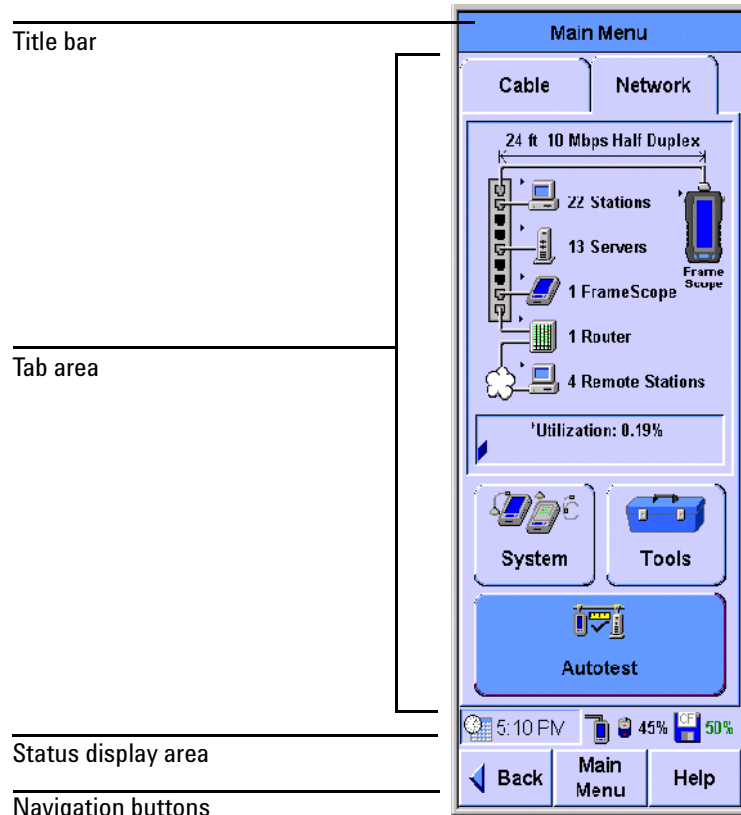 Title bar
Main Menu
Cable
Network
24 ft 10 Mbps Half Duplex
22 Stations
13 Servers
Frame
Scope
1 FrameScope
1 Router
Tab area
4 Remote Stations
Utilization: 0.19%
System
Tools
Autotest
5:10 PM
45%
CF
50%
Status display area
Back
Main
Menu
Help
Navigation buttons